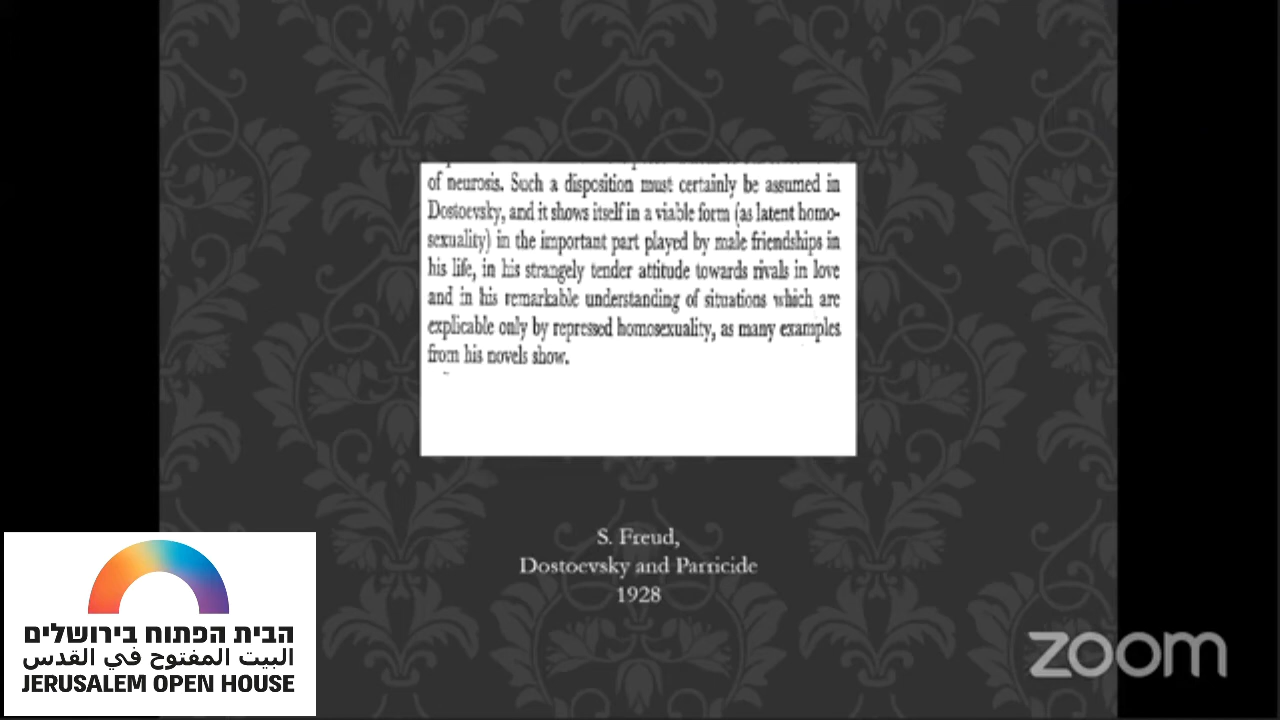 of neurosis. Such a disposition must certainly be assumed in
Dostoevsky, and it shows itself in a viable form (as latent homo-
sexuality) in the important part played by male friendships in
his life, in his strangely tender attitude towards rivals in love
and in his remarkable understanding of situations which are
explicable only by repressed homosexuality, as many examples
from his novels show.
S. Freud,
Dostoevsky and Parricide
1928
הבית הפתוח בירושלים
البيت المفتوح في القدس
JERUSALEM OPEN HOUSE
zoom